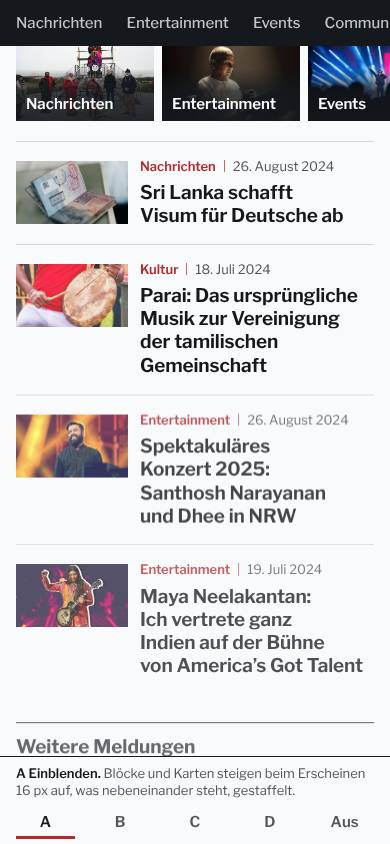 Nachrichten Entertainment Events Commun
Nachrichten Entertainment Events
Nachrichten | 26. August 2024
Sri Lanka schafft
Visum für Deutsche ab
Kultur | 18. Juli 2024
Parai: Das ursprüngliche
Musik zur Vereinigung
der tamilischen
Gemeinschaft
Entertainment | 26. August 2024
Spektakuläres
Konzert 2025:
Santhosh Narayanan
und Dhee in NRW
Entertainment | 19. Juli 2024
Maya Neelakantan:
Ich vertrete ganz
Indien auf der Bühne
von America’s Got Talent
Weitere Meldungen
A Einblenden. Blöcke und Karten steigen beim Erscheinen
16 px auf, was nebeneinander steht, gestaffelt.
A B C D Aus